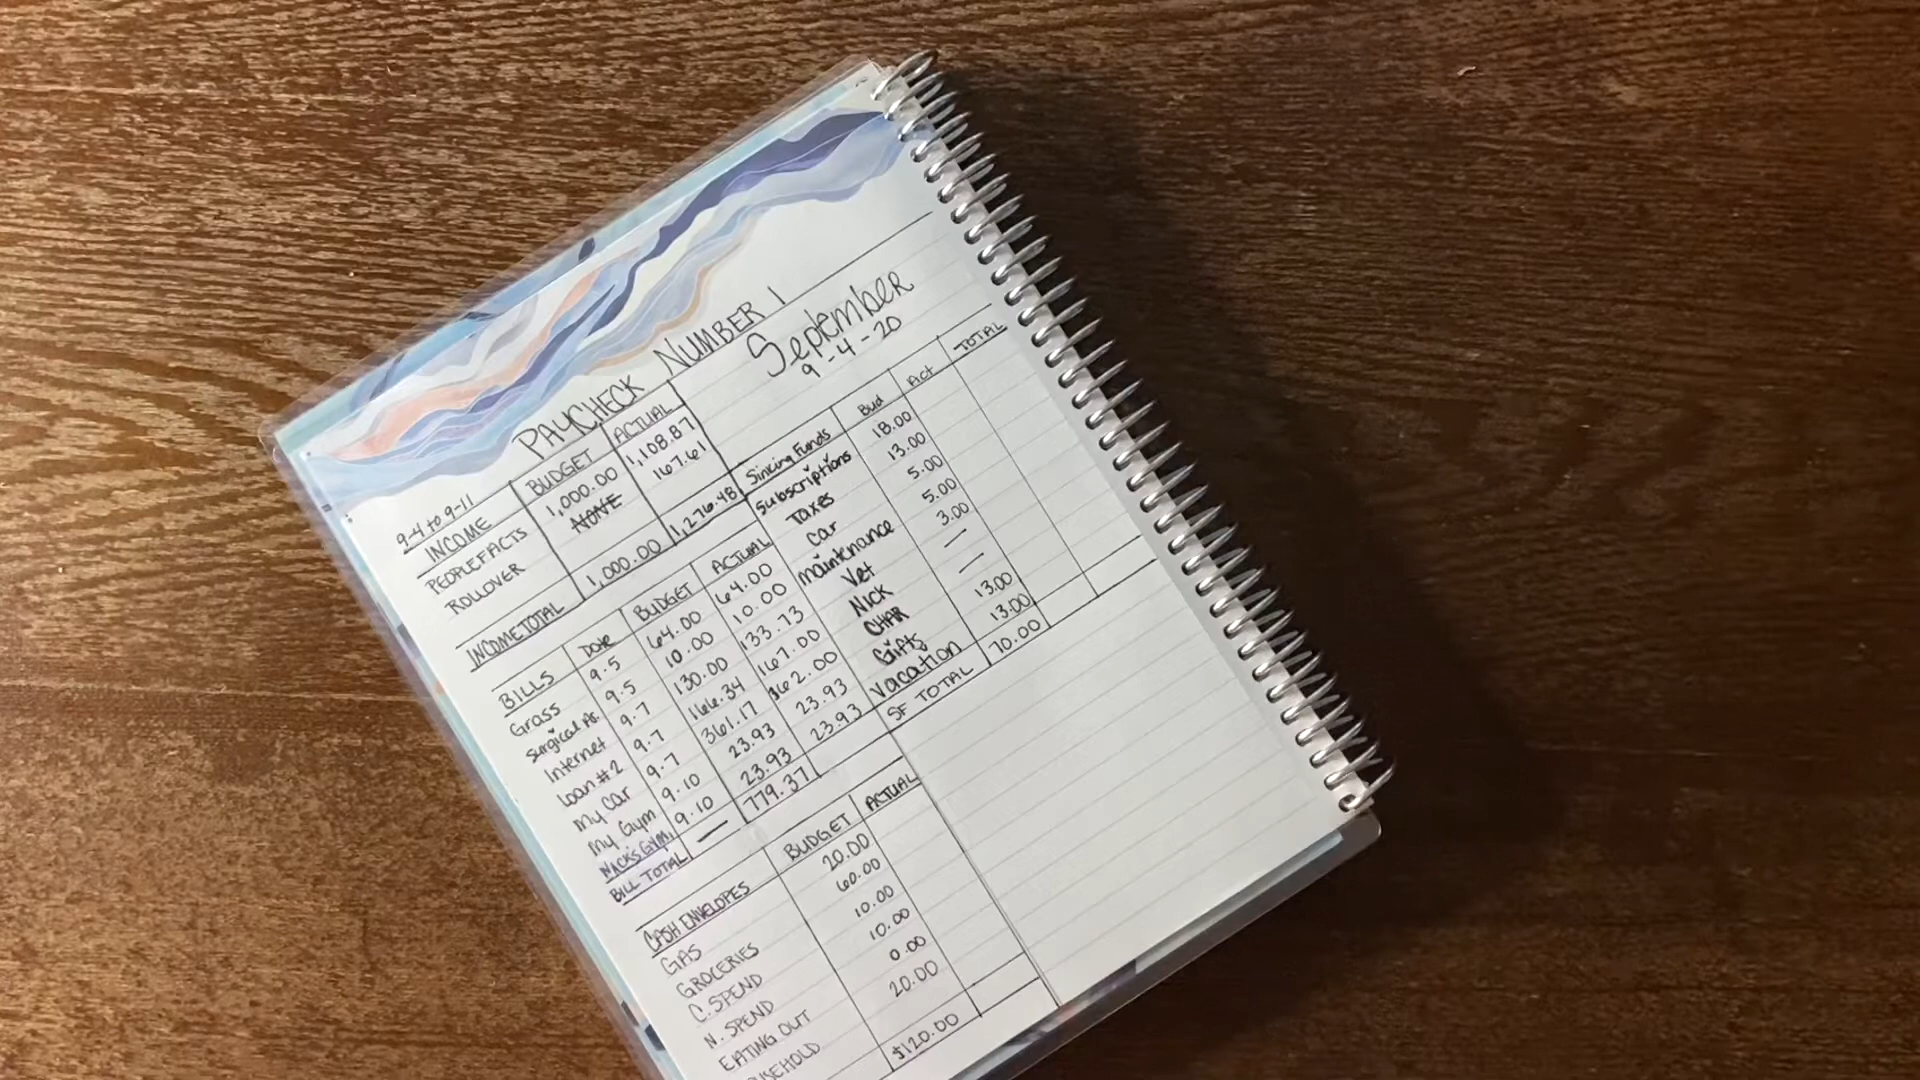 PAYCHECK NUMBER 1
September
9-4-20
9-4 to 9-11
INCOME BUDGET ACTUAL
PEOPLEFACTS 1,000.00 1,108.87
ROLLOVER NONE 167.61
INCOME TOTAL 1,000.00 1,276.48
BILLS Date BUDGET ACTUAL
Grass 9.5 64.00 64.00
Surgical As. 9.5 10.00 10.00
Internet 9.7 130.00 133.73
Loan #2 9.7 166.34 167.00
My Car 9.7 361.17 362.00
My Gym 9.10 23.93 23.93
NACK'S GYM 9.10 23.93 23.93
BILL TOTAL — 779.37
CASH ENVELOPES BUDGET ACTUAL
GAS 20.00
GROCERIES 60.00
C. SPEND 10.00
N. SPEND 10.00
EATING OUT 0.00
USEHOLD 20.00
$120.00
Sinking Funds Bud Act TOTAL
Subscriptions 18.00
Taxes 13.00
Car 5.00
maintenance 5.00
Vet 3.00
NICK —
CHAR —
Gifts 13.00
Vacation 13.00
SF TOTAL 70.00